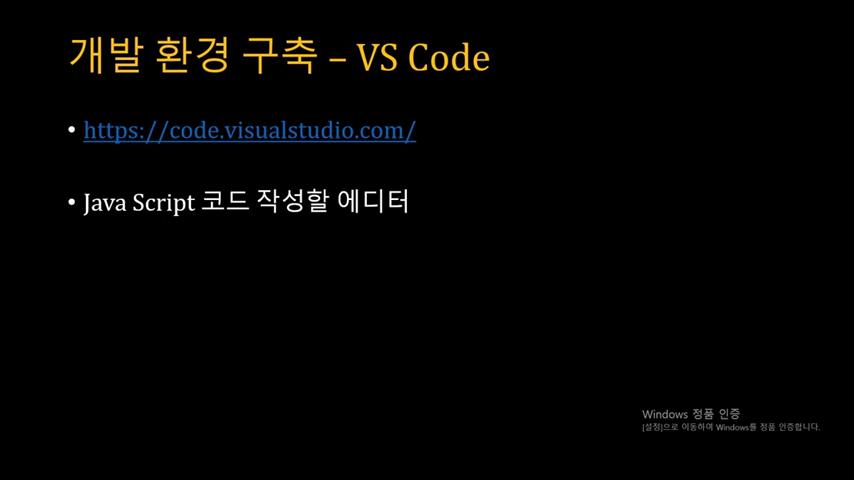 개발 환경 구축 – VS Code
• https://code.visualstudio.com/
• Java Script 코드 작성할 에디터
Windows 정품 인증
[설정]으로 이동하여 Windows를 정품 인증합니다.